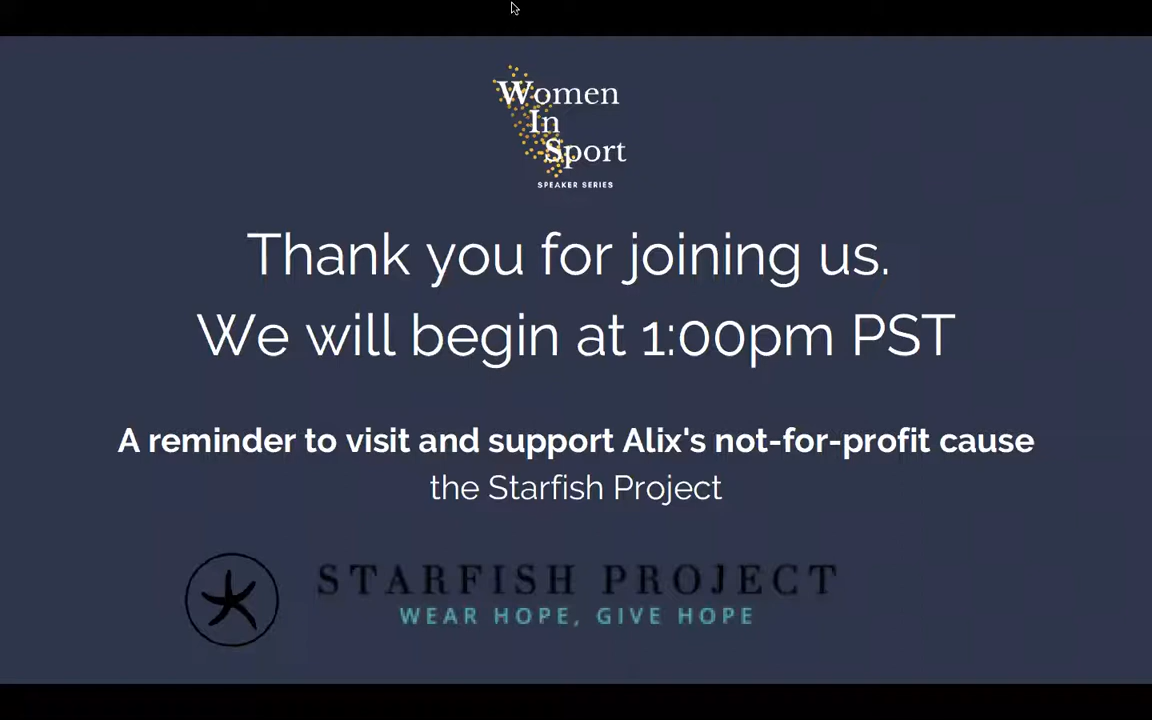 Women
In
Sport
SPEAKER SERIES
Thank you for joining us.
We will begin at 1:00pm PST
A reminder to visit and support Alix's not-for-profit cause
the Starfish Project
STARFISH PROJECT
WEAR HOPE, GIVE HOPE